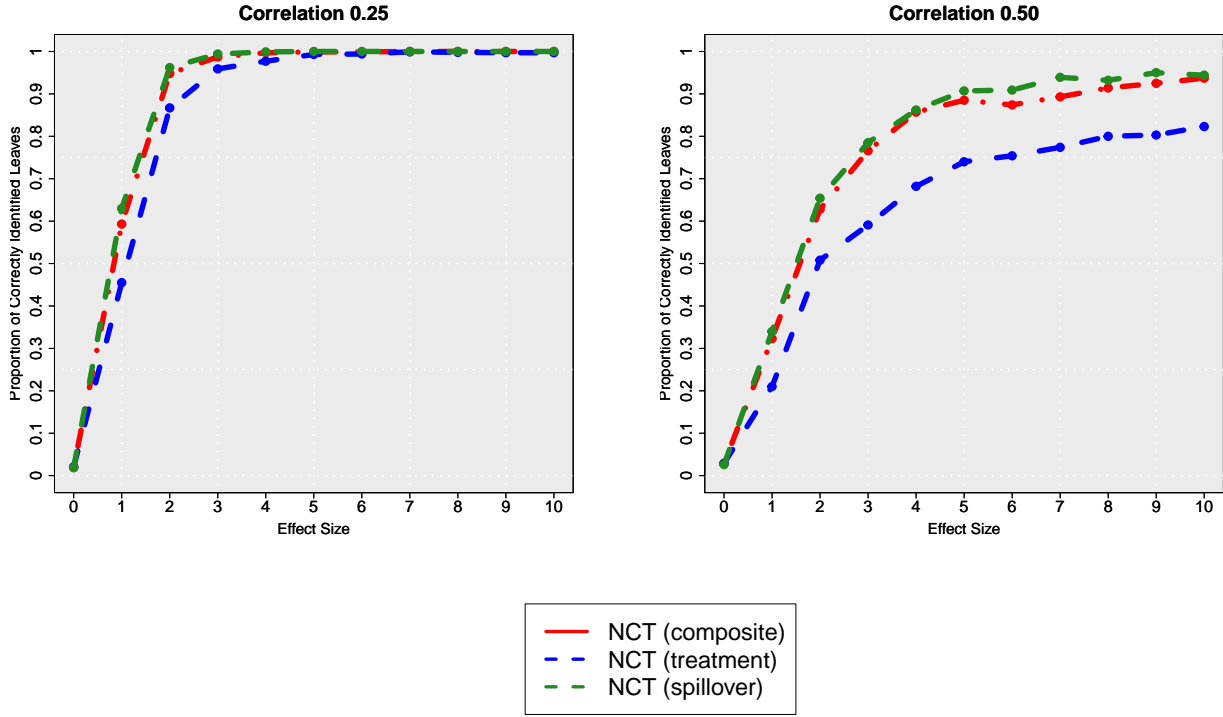 Correlation 0.25
Proportion of Correctly Identified Leaves
1
0.9
0.8
0.7
0.6
0.5
0.4
0.3
0.2
0.1
0
0 1 2 3 4 5 6 7 8 9 10
Effect Size
Correlation 0.50
Proportion of Correctly Identified Leaves
1
0.9
0.8
0.7
0.6
0.5
0.4
0.3
0.2
0.1
0
0 1 2 3 4 5 6 7 8 9 10
Effect Size
NCT (composite)
NCT (treatment)
NCT (spillover)